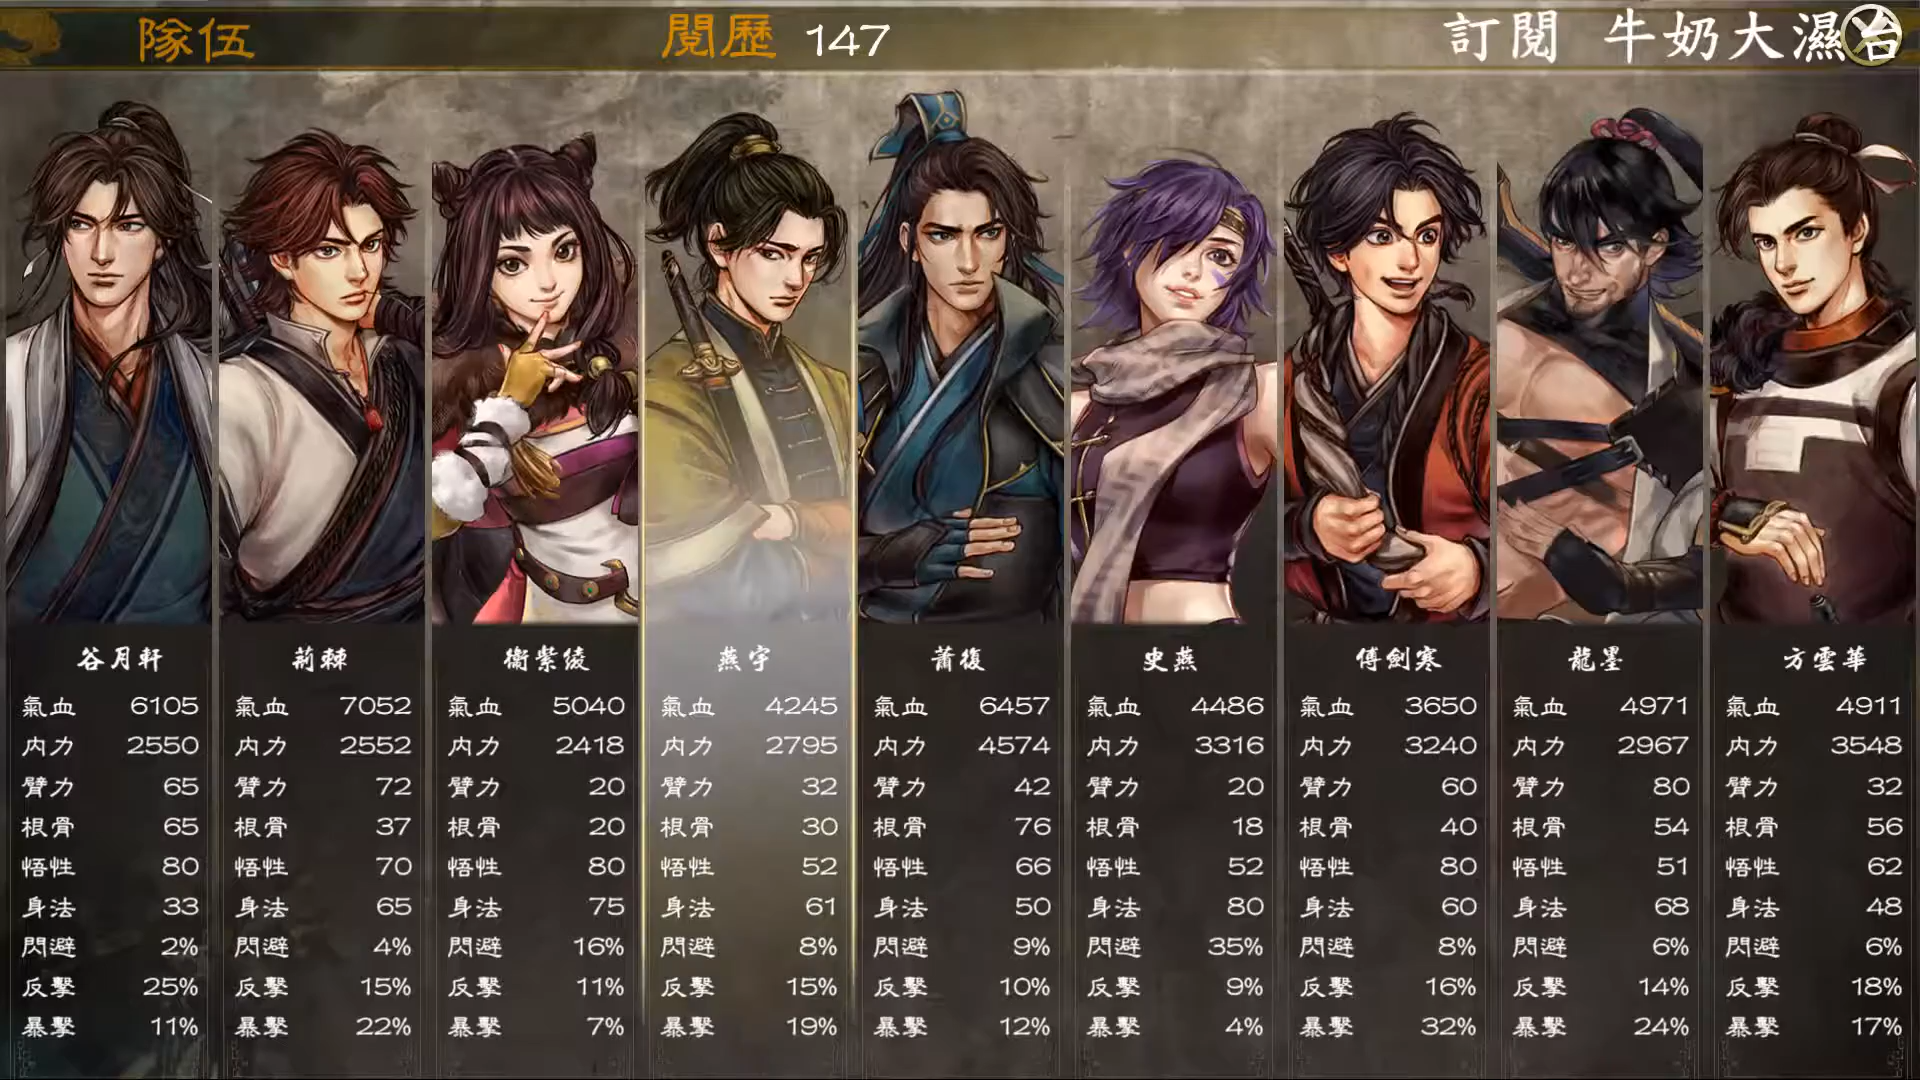 隊伍 閱歷 147 訂閱 牛奶大濕
谷月軒 荊棘 衛紫綾 燕宇 蕭復 史燕 傅劍寒 龍墨 方雲華
氣血 6105 氣血 7052 氣血 5040 氣血 4245 氣血 6457 氣血 4486 氣血 3650 氣血 4971 氣血 4911
內力 2550 內力 2552 內力 2418 內力 2795 內力 4574 內力 3316 內力 3240 內力 2967 內力 3548
臂力 65 臂力 72 臂力 20 臂力 32 臂力 42 臂力 20 臂力 60 臂力 80 臂力 32
根骨 65 根骨 37 根骨 20 根骨 30 根骨 76 根骨 18 根骨 40 根骨 54 根骨 56
悟性 80 悟性 70 悟性 80 悟性 52 悟性 66 悟性 52 悟性 80 悟性 51 悟性 62
身法 33 身法 65 身法 75 身法 61 身法 50 身法 80 身法 60 身法 68 身法 48
閃避 2% 閃避 4% 閃避 16% 閃避 8% 閃避 9% 閃避 35% 閃避 8% 閃避 6% 閃避 6%
反擊 25% 反擊 15% 反擊 11% 反擊 15% 反擊 10% 反擊 9% 反擊 16% 反擊 14% 反擊 18%
暴擊 11% 暴擊 22% 暴擊 7% 暴擊 19% 暴擊 12% 暴擊 4% 暴擊 32% 暴擊 24% 暴擊 17%